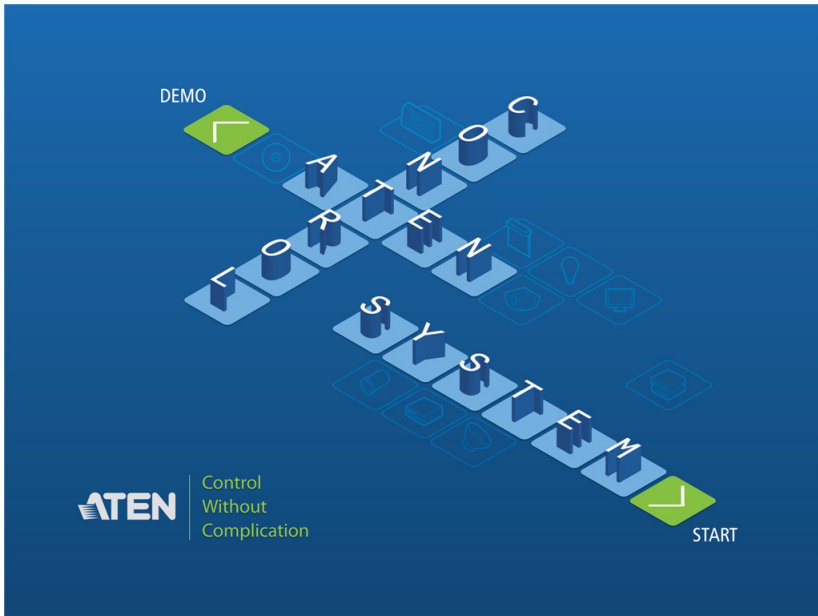 DEMO
ATEN
CONTROL
SYSTEM
ATEN
Control
Without
Complication
START